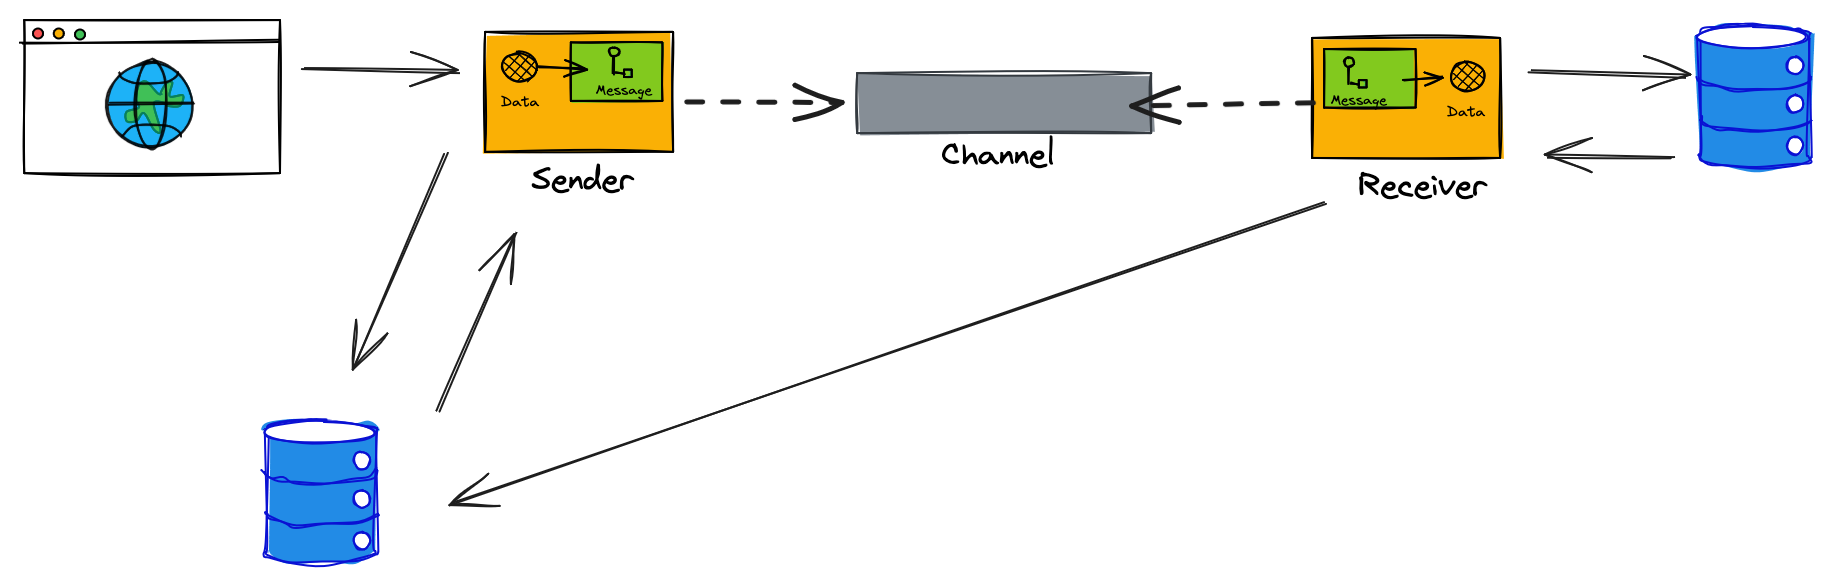 Data
Message
Sender
Channel
Message
Data
Receiver